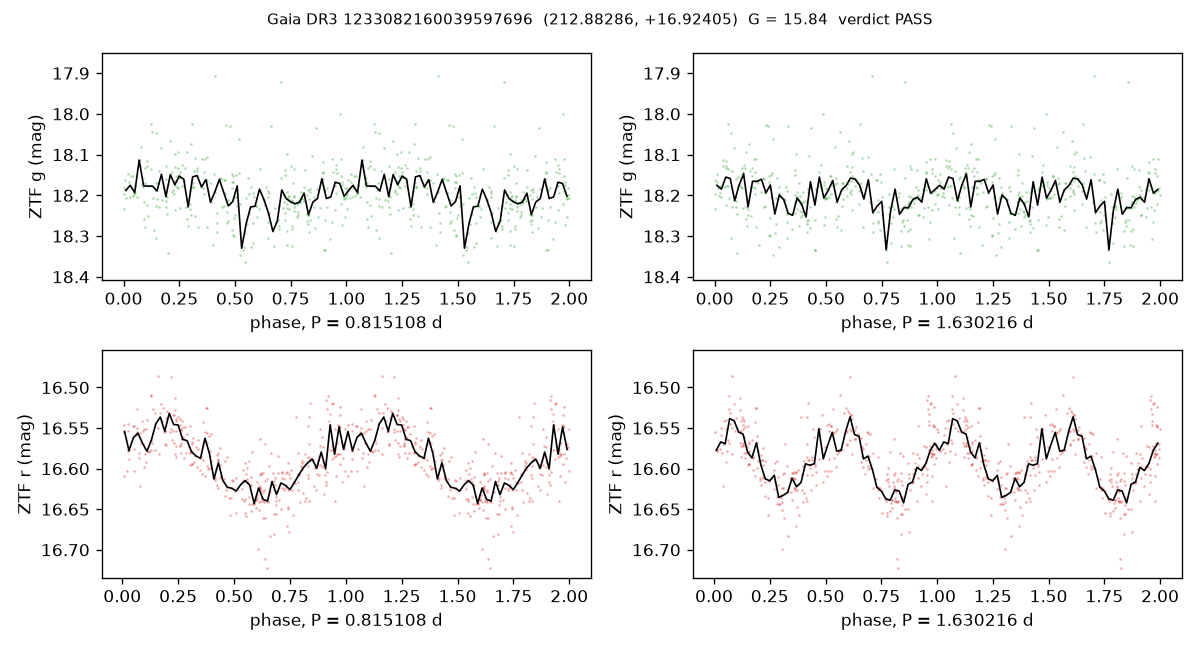 Gaia DR3 1233082160039597696 (212.88286, +16.92405) G = 15.84 verdict PASS
ZTF g (mag)
17.9
18.0
18.1
18.2
18.3
18.4
0.00 0.25 0.50 0.75 1.00 1.25 1.50 1.75 2.00
phase, P = 0.815108 d
ZTF g (mag)
17.9
18.0
18.1
18.2
18.3
18.4
0.00 0.25 0.50 0.75 1.00 1.25 1.50 1.75 2.00
phase, P = 1.630216 d
ZTF r (mag)
16.50
16.55
16.60
16.65
16.70
0.00 0.25 0.50 0.75 1.00 1.25 1.50 1.75 2.00
phase, P = 0.815108 d
ZTF r (mag)
16.50
16.55
16.60
16.65
16.70
0.00 0.25 0.50 0.75 1.00 1.25 1.50 1.75 2.00
phase, P = 1.630216 d